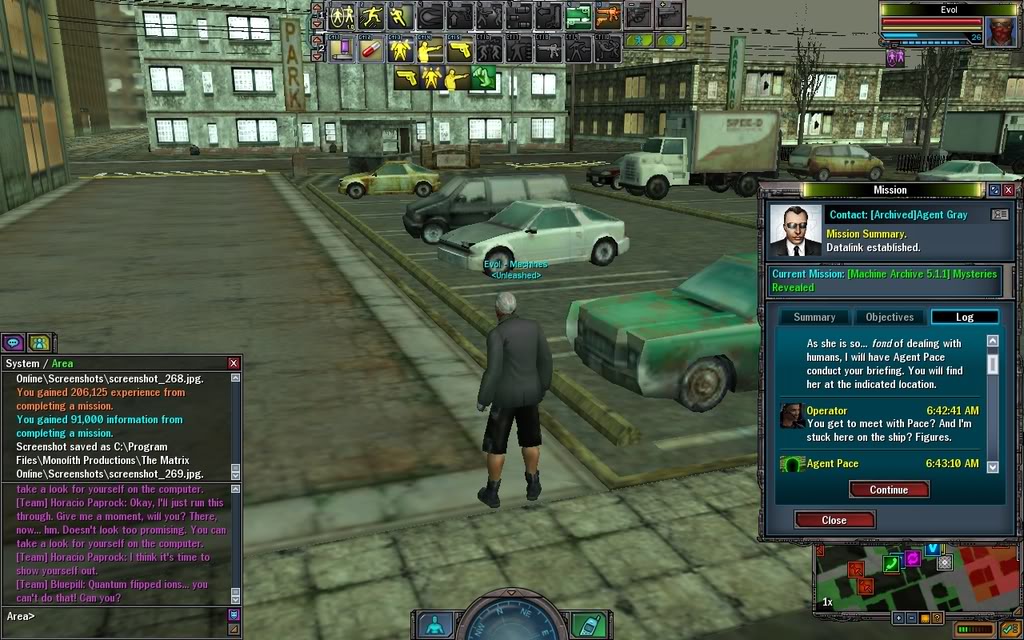 Ctrl
PARK
PARKING
SPEE-D
Evol
26
Evol - Machines
<Unleashed>
Mission
Contact: [Archived]Agent Gray
Mission Summary.
Datalink established.
Current Mission: [Machine Archive 5.1.1] Mysteries
Revealed
Summary
Objectives
Log
As she is so... fond of dealing with
humans, I will have Agent Pace
conduct your briefing. You will find
her at the indicated location.
Operator 6:42:41 AM
You get to meet with Pace? And I'm
stuck here on the ship? Figures.
Agent Pace 6:43:10 AM
Continue
Close
System / Area
Online\Screenshots\screenshot_268.jpg.
You gained 206,125 experience from
completing a mission.
You gained 91,000 information from
completing a mission.
Screenshot saved as C:\Program
Files\Monolith Productions\The Matrix
Online\Screenshots\screenshot_269.jpg.
take a look for yourself on the computer.
[Team] Horacio Paprock: Okay, I'll just run this
through. Give me a moment, will you? There,
now... hm. Doesn't look too promising. You can
take a look for yourself on the computer.
[Team] Horacio Paprock: I think it's time to
show yourself out.
[Team] Bluepill: Quantum flipped ions... you
can't do that! Can you?
Area>
NW
N
NE
E
1x